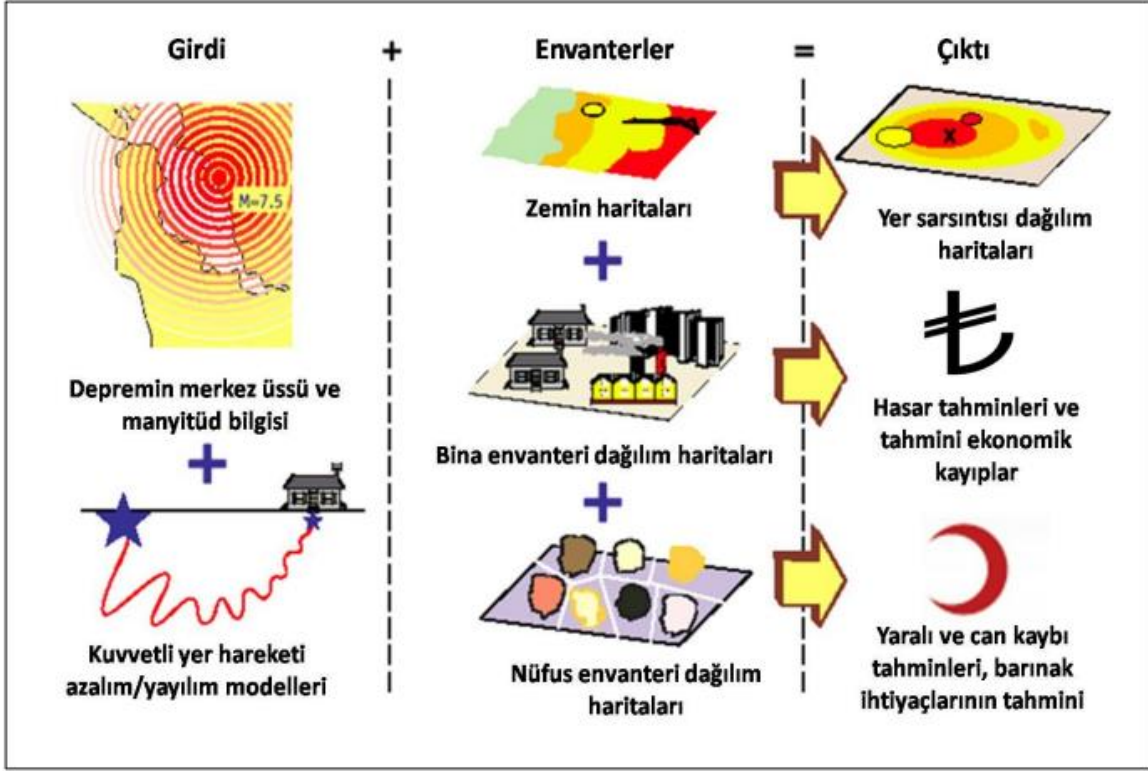 Girdi
+
Envanterler
=
Çıktı
M=7.5
Depremin merkez üssü ve
manyitüd bilgisi
+
Kuvvetli yer hareketi
azalım/yayılım modelleri
Zemin haritaları
+
Bina envanteri dağılım haritaları
+
Nüfus envanteri dağılım
haritaları
X
Yer sarsıntısı dağılım
haritaları
₺
Hasar tahminleri ve
tahmini ekonomik
kayıplar
Yaralı ve can kaybı
tahminleri, barınak
ihtiyaçlarının tahmini